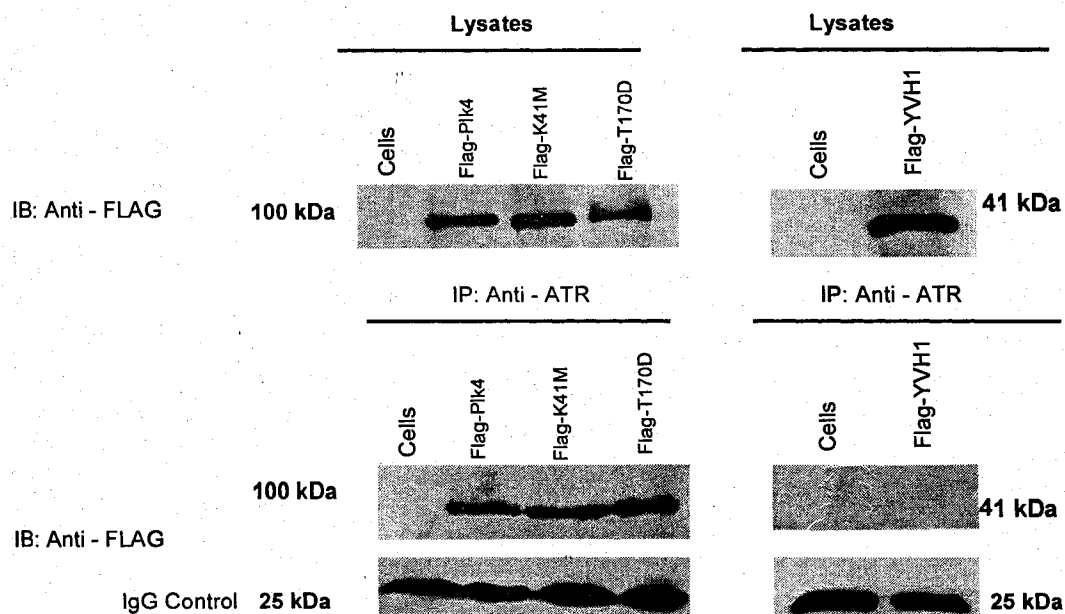 Lysates
Lysates
Cells
Flag-Plk4
Flag-K41M
Flag-T170D
Cells
Flag-YVH1
IB: Anti - FLAG
100 kDa
41 kDa
IP: Anti - ATR
IP: Anti - ATR
Cells
Flag-Plk4
Flag-K41M
Flag-T170D
Cells
Flag-YVH1
100 kDa
41 kDa
IB: Anti - FLAG
IgG Control 25 kDa
25 kDa